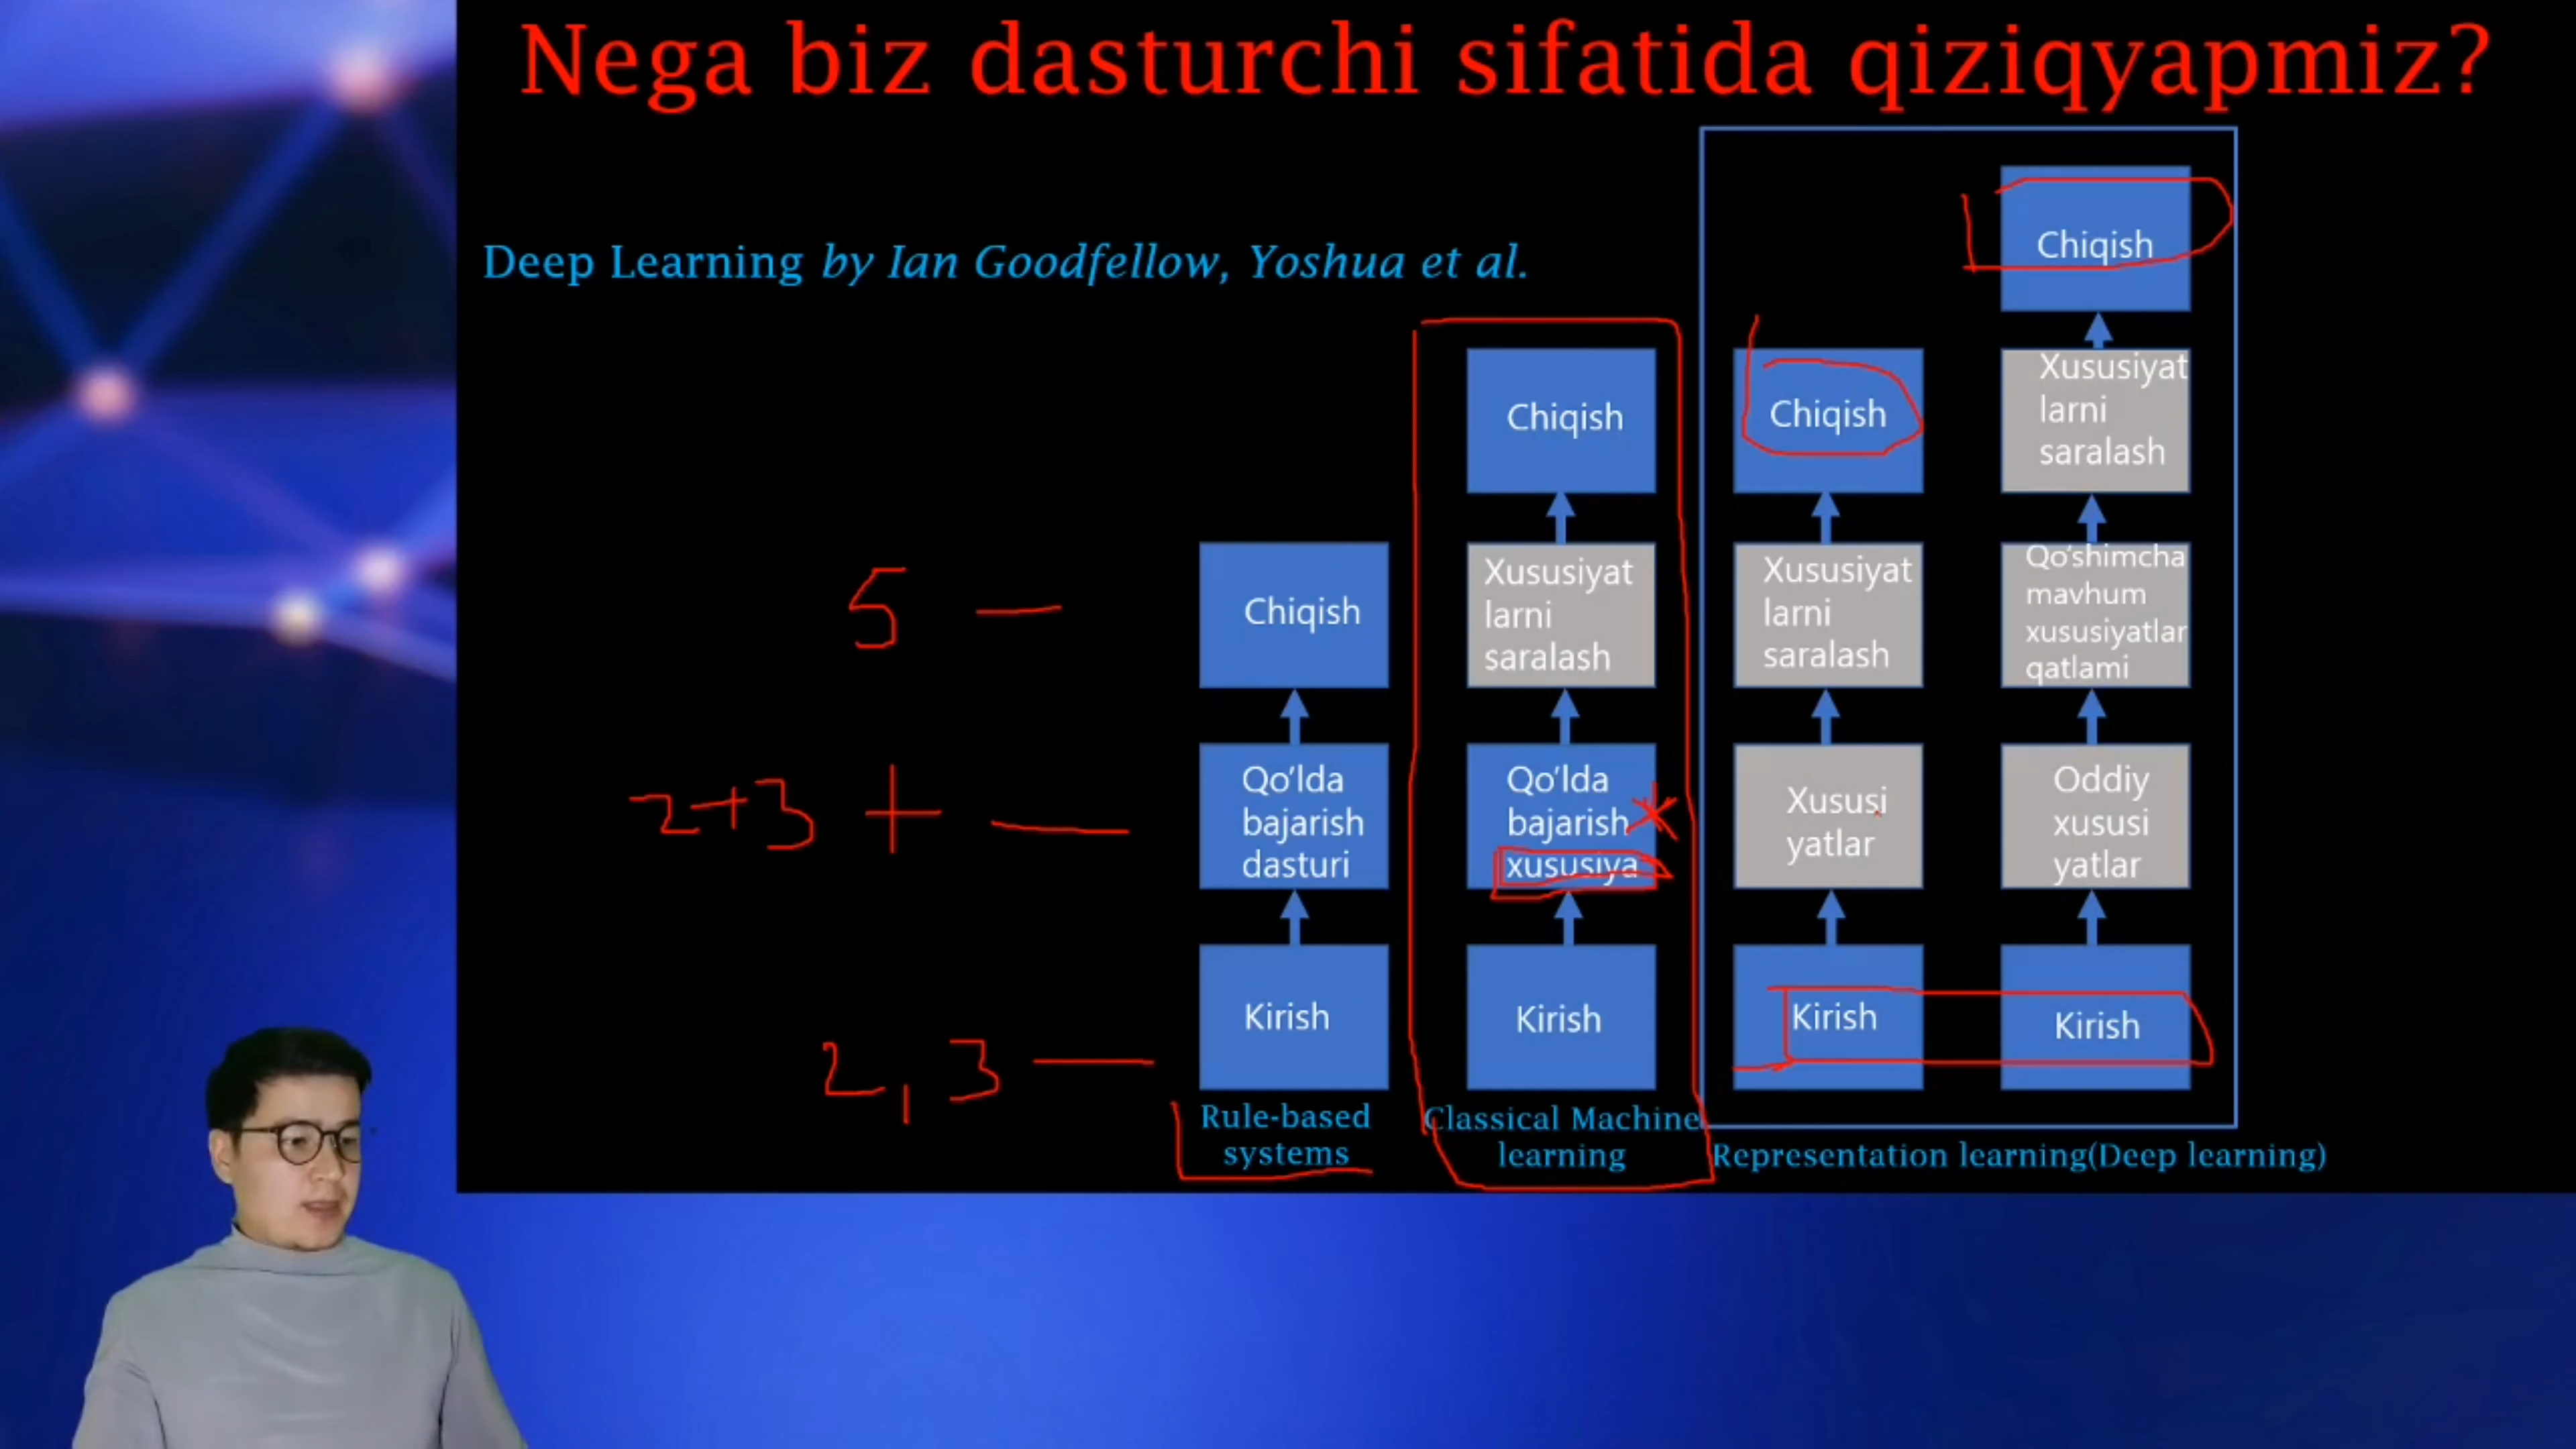 Nega biz dasturchi sifatida qiziqyapmiz?
Deep Learning by Ian Goodfellow, Yoshua et al.
5 —
2+3 + —
2, 3 —
Chiqish
Qo'lda
bajarish
dasturi
Kirish
Rule-based
systems
Chiqish
Xususiyat
larni
saralash
Qo'lda
bajarish
xususiya
Kirish
Classical Machine
learning
Chiqish
Xususiyat
larni
saralash
Xususi
yatlar
Kirish
Chiqish
Xususiyat
larni
saralash
Qo'shimcha
mavhum
xususiyatlar
qatlami
Oddiy
xususi
yatlar
Kirish
Representation learning(Deep learning)